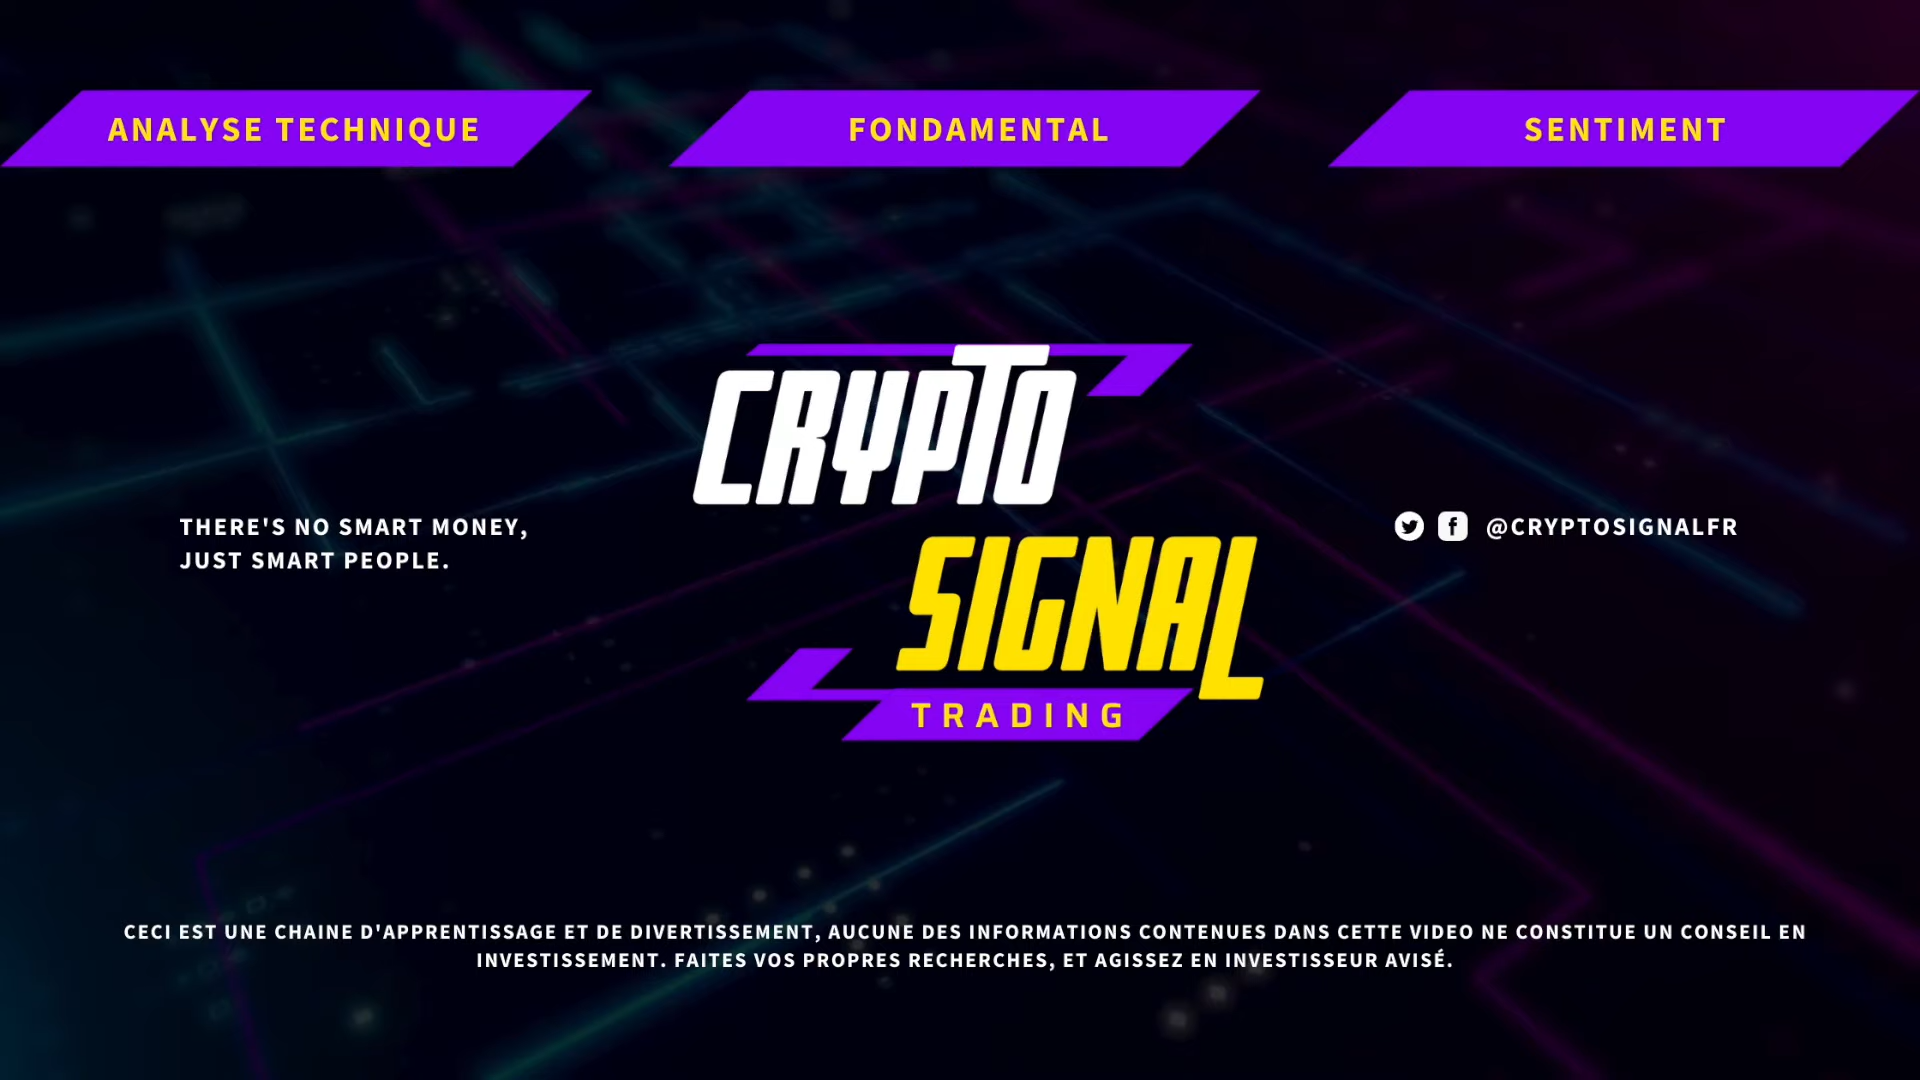 ANALYSE TECHNIQUE
FONDAMENTAL
SENTIMENT
CRYPTO
SIGNAL
TRADING
THERE'S NO SMART MONEY,
JUST SMART PEOPLE.
@CRYPTOSIGNALFR
CECI EST UNE CHAINE D'APPRENTISSAGE ET DE DIVERTISSEMENT, AUCUNE DES INFORMATIONS CONTENUES DANS CETTE VIDEO NE CONSTITUE UN CONSEIL EN
INVESTISSEMENT. FAITES VOS PROPRES RECHERCHES, ET AGISSEZ EN INVESTISSEUR AVISÉ.